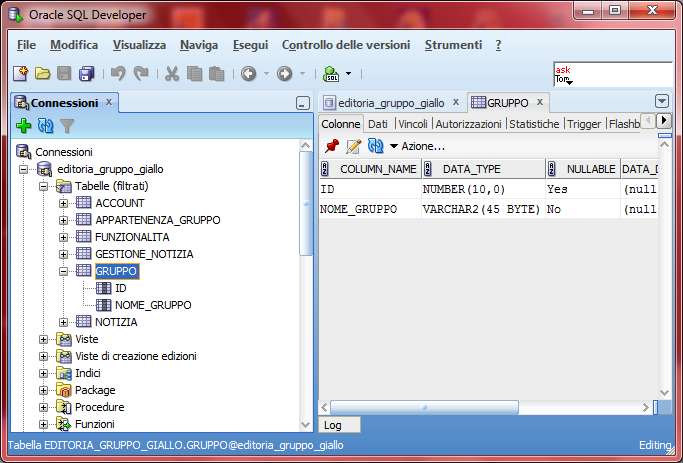 Oracle SQL Developer
File Modifica Visualizza Naviga Esegui Controllo delle versioni Strumenti ?
SQL
ask
Tom
Connessioni x
editoria_gruppo_giallo x GRUPPO x
Colonne Dati Vincoli Autorizzazioni Statistiche Trigger Flashb
Azione...
COLUMN_NAME DATA_TYPE NULLABLE DATA_D
ID NUMBER(10,0) Yes (null
NOME_GRUPPO VARCHAR2(45 BYTE) No (null
Connessioni
editoria_gruppo_giallo
Tabelle (filtrati)
ACCOUNT
APPARTENENZA_GRUPPO
FUNZIONALITA
GESTIONE_NOTIZIA
GRUPPO
ID
NOME_GRUPPO
NOTIZIA
Viste
Viste di creazione edizioni
Indici
Package
Procedure
Funzioni
Log
Tabella EDITORIA_GRUPPO_GIALLO.GRUPPO@editoria_gruppo_giallo Editing